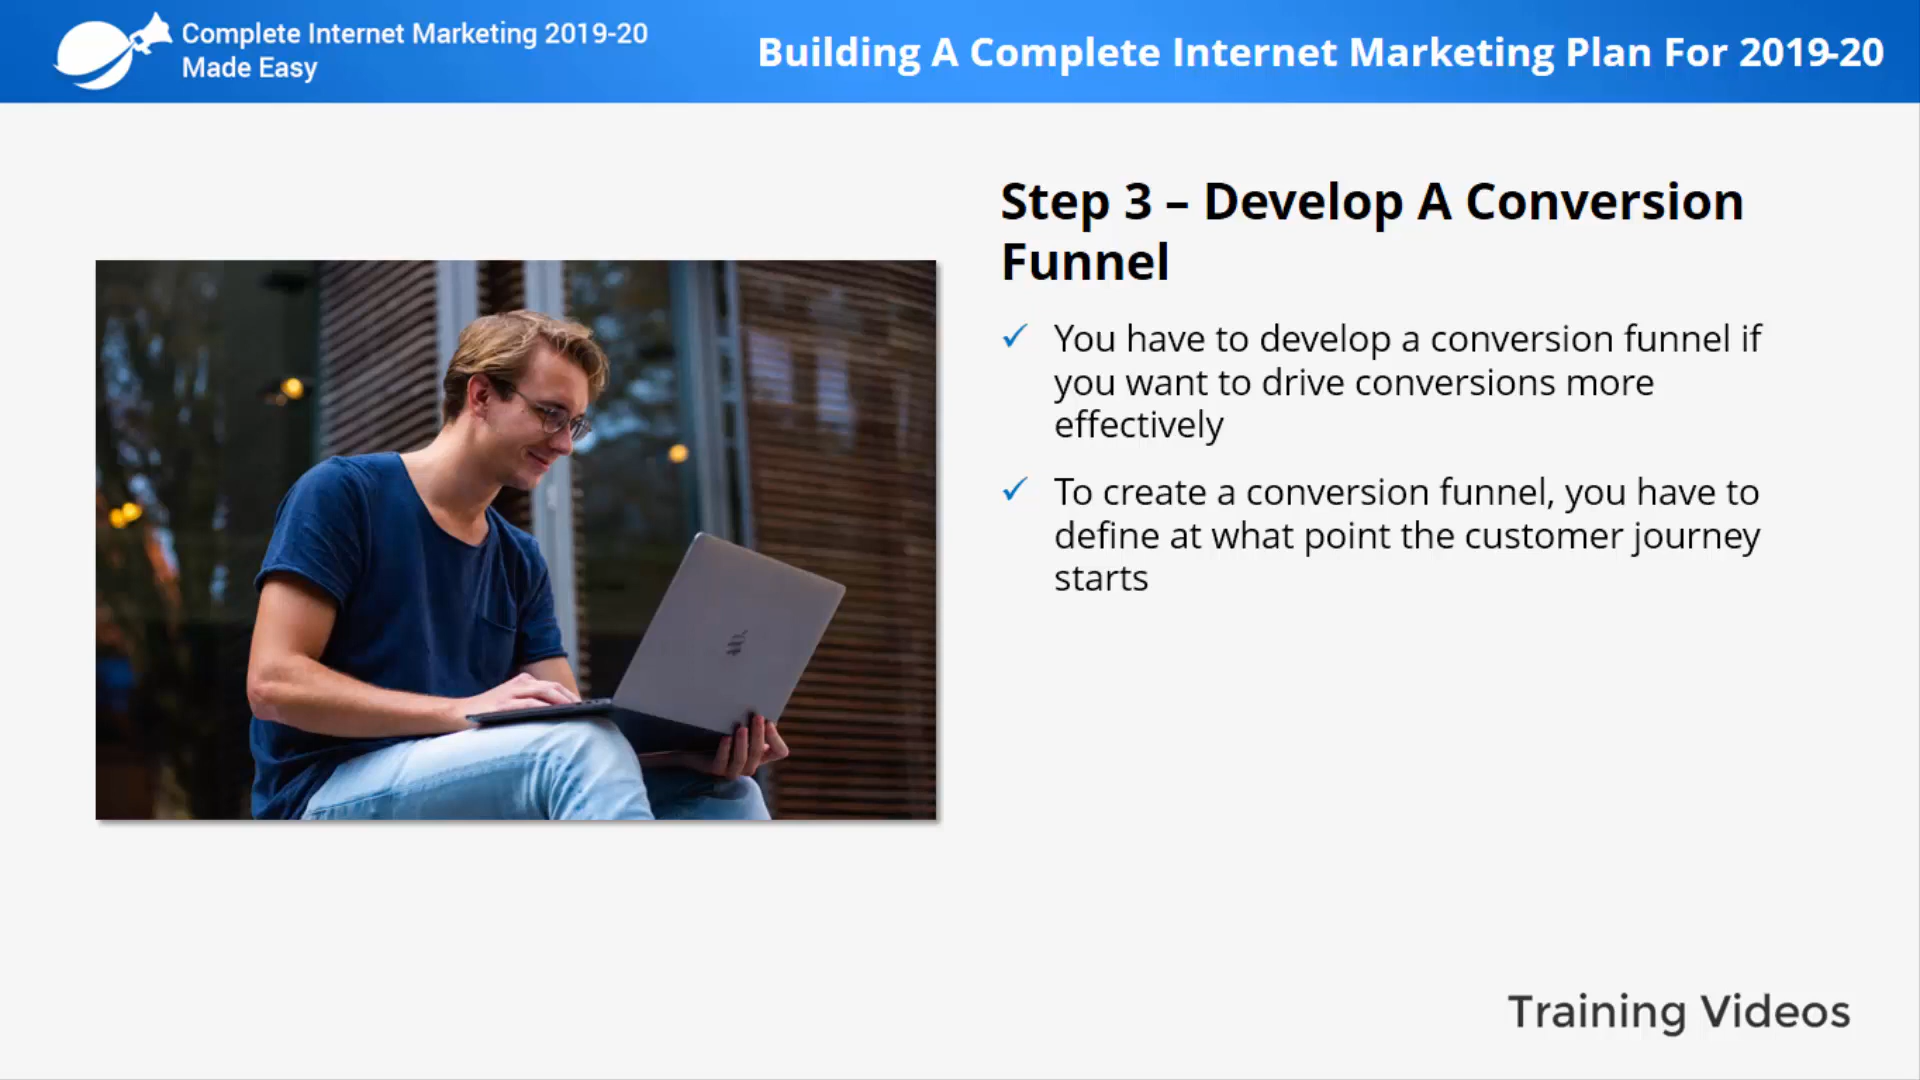 Complete Internet Marketing 2019-20
Made Easy
Building A Complete Internet Marketing Plan For 2019-20
Step 3 – Develop A Conversion
Funnel
✓ You have to develop a conversion funnel if
you want to drive conversions more
effectively
✓ To create a conversion funnel, you have to
define at what point the customer journey
starts
Training Videos